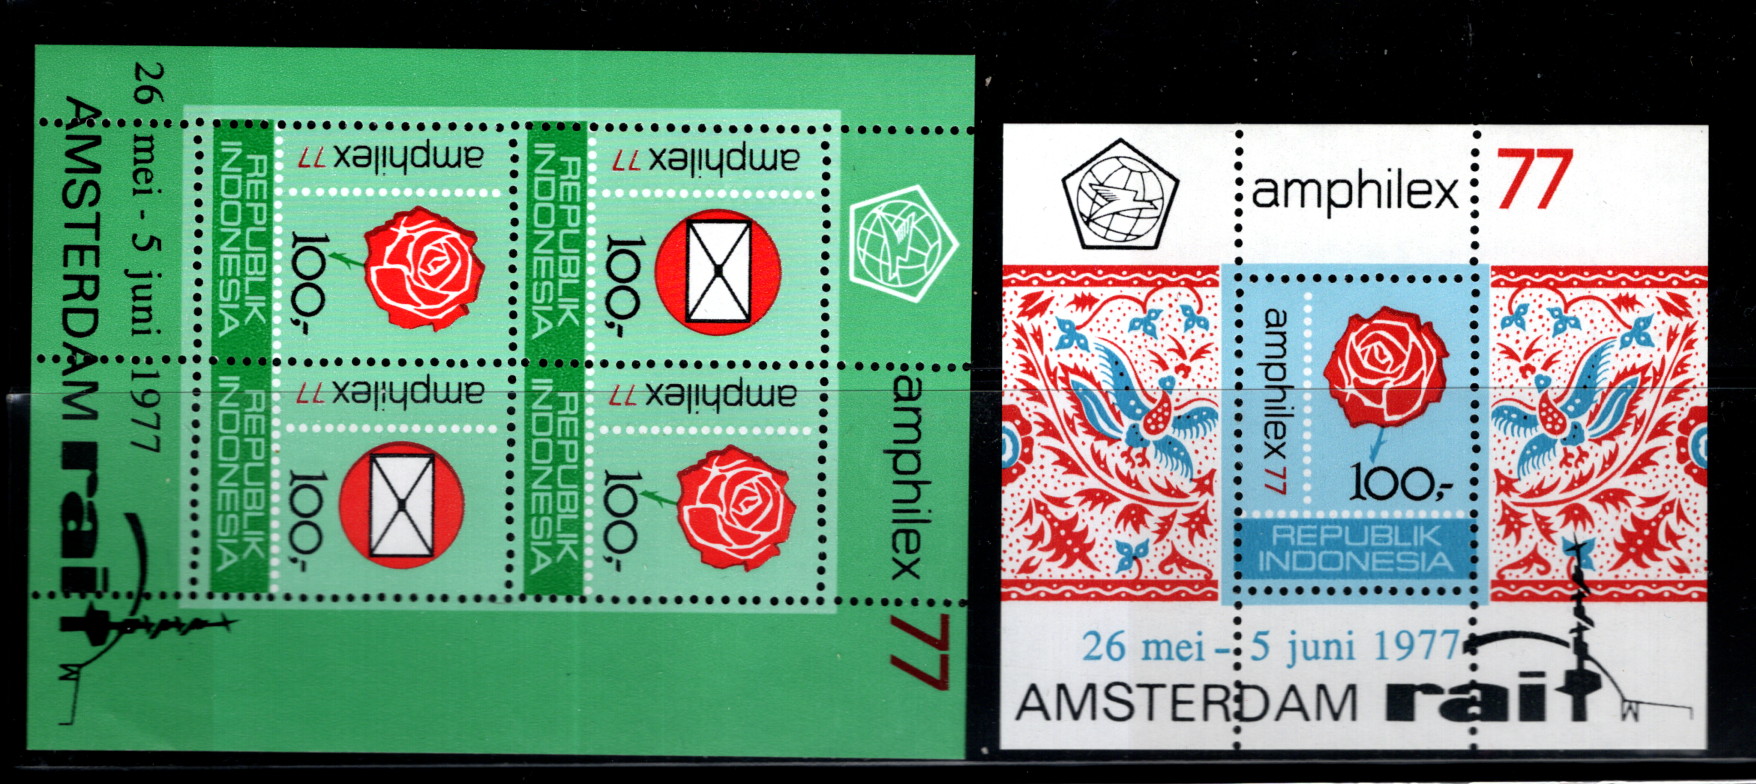 26 mei - 5 juni 1977
AMSTERDAM rai
amphilex
77
amphilex 77
REPUBLIK
INDONESIA
100,-
amphilex 77
REPUBLIK
INDONESIA
100,-
amphilex 77
REPUBLIK
INDONESIA
100,-
amphilex 77
REPUBLIK
INDONESIA
100,-
amphilex 77
amphilex 77
100,-
REPUBLIK
INDONESIA
26 mei - 5 juni 1977
AMSTERDAM rai